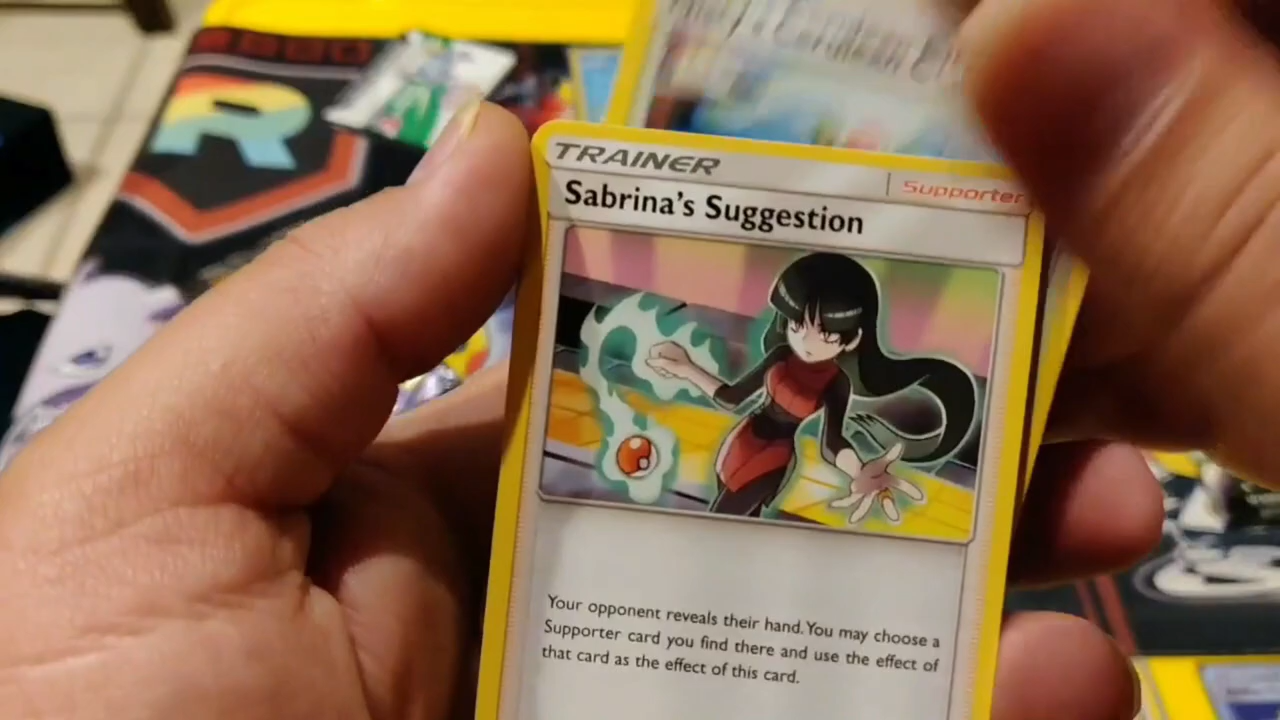 TRAINER
Supporter
Sabrina's Suggestion
Your opponent reveals their hand. You may choose a
Supporter card you find there and use the effect of
that card as the effect of this card.
R